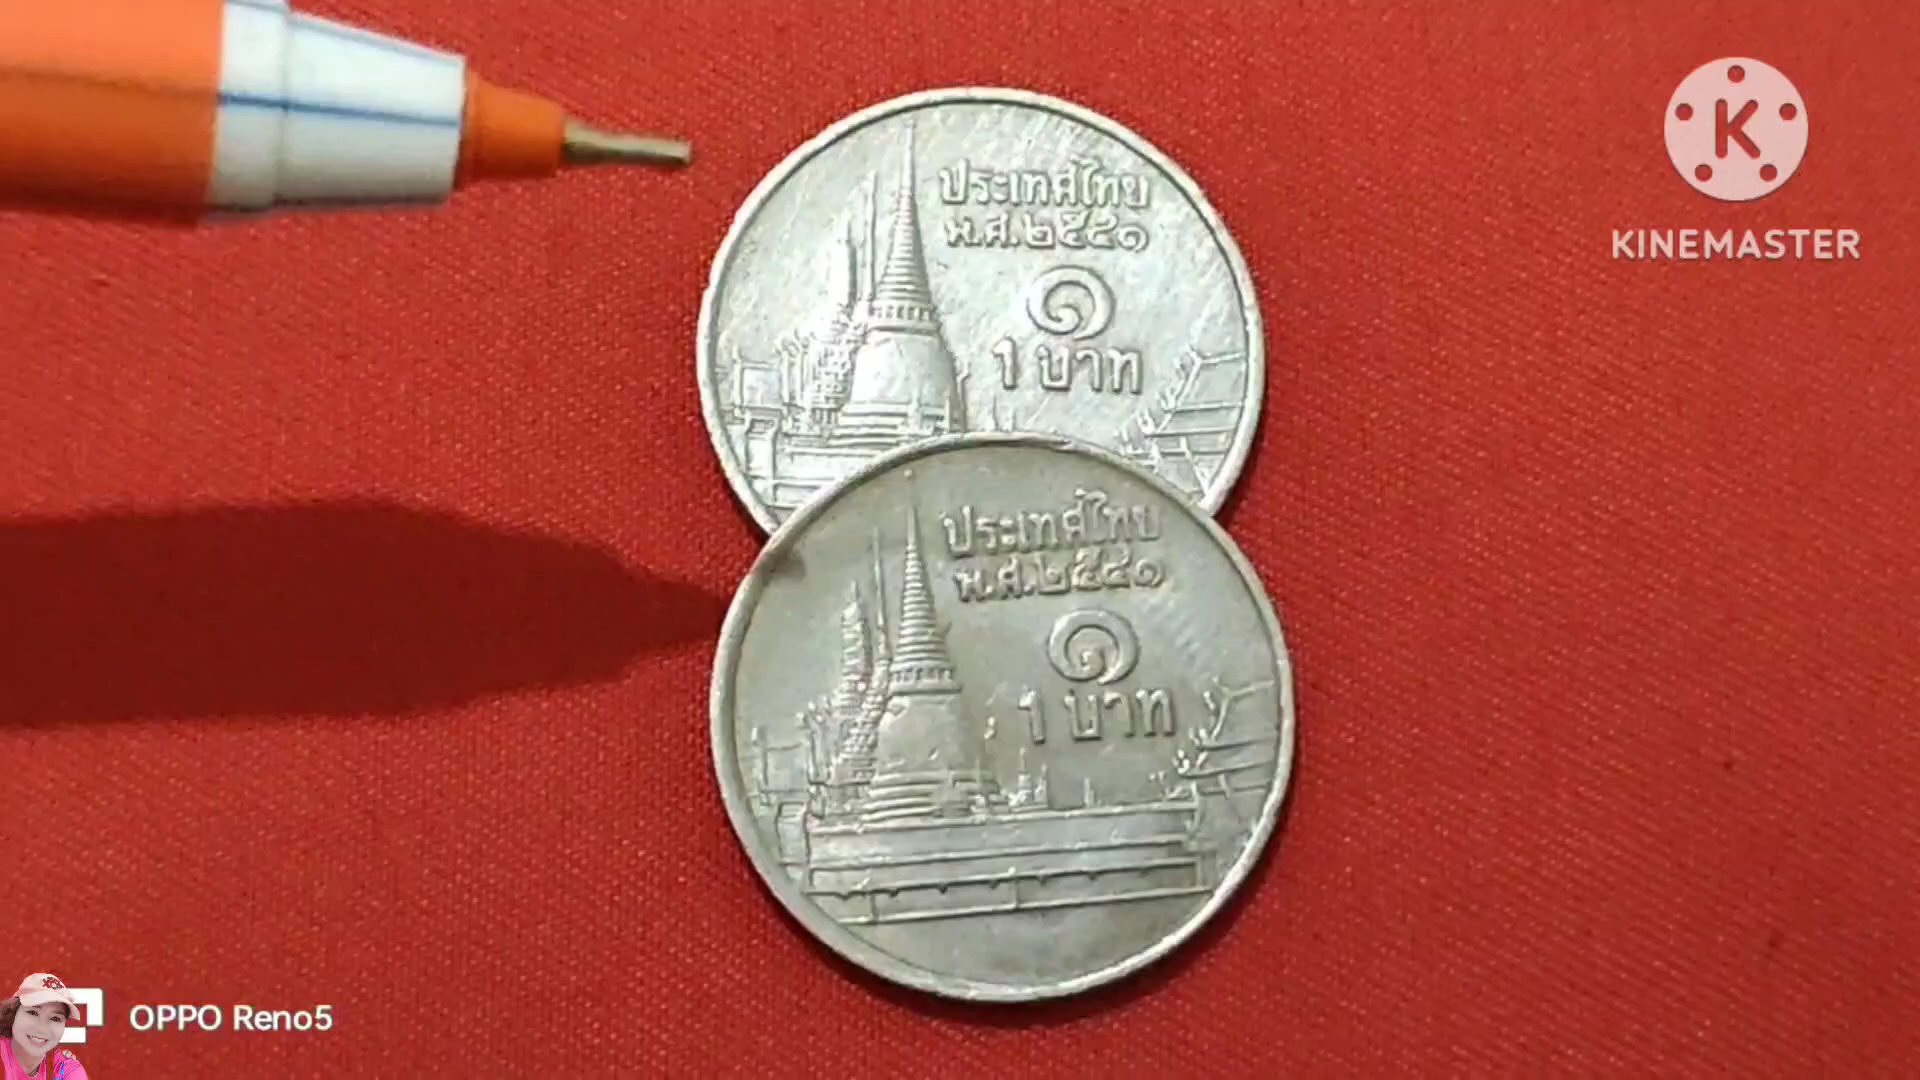 ประเทศไทย
พ.ศ.๒๕๔๑
๑
1 บาท
ประเทศไทย
พ.ศ.๒๕๔๑
๑
1 บาท
K
KINEMASTER
OPPO Reno5